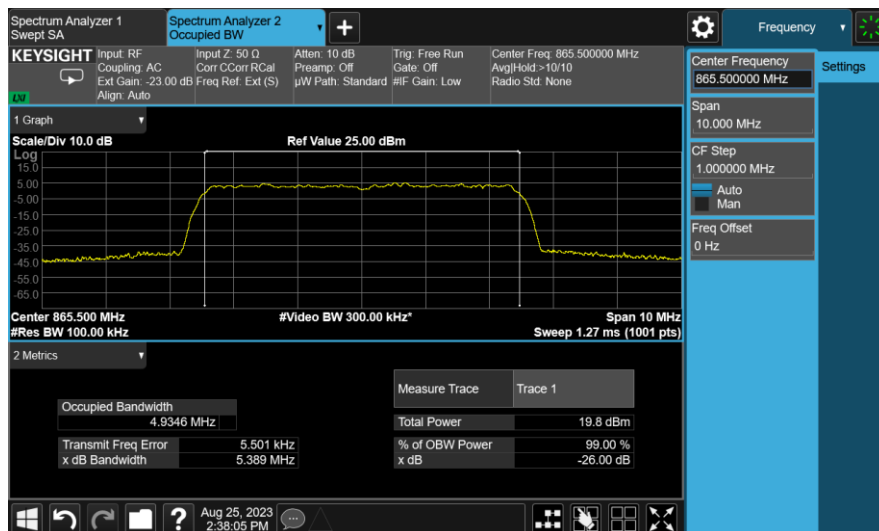 Spectrum Analyzer 1
Swept SA
Spectrum Analyzer 2
Occupied BW
Frequency
KEYSIGHT
LXI
Input: RF
Coupling: AC
Ext Gain: -23.00 dB
Align: Auto
Input Z: 50 Ω
Corr CCorr RCal
Freq Ref: Ext (S)
Atten: 10 dB
Preamp: Off
µW Path: Standard
Trig: Free Run
Gate: Off
#IF Gain: Low
Center Freq: 865.500000 MHz
Avg|Hold:>10/10
Radio Std: None
Center Frequency
865.500000 MHz
Settings
Span
10.000 MHz
CF Step
1.000000 MHz
Auto
Man
Freq Offset
0 Hz
1 Graph
Scale/Div 10.0 dB
Ref Value 25.00 dBm
Log
15.0
5.00
-5.00
-15.0
-25.0
-35.0
-45.0
-55.0
-65.0
Center 865.500 MHz
#Video BW 300.00 kHz*
Span 10 MHz
#Res BW 100.00 kHz
Sweep 1.27 ms (1001 pts)
2 Metrics
Measure Trace
Trace 1
Occupied Bandwidth
4.9346 MHz
Total Power
19.8 dBm
Transmit Freq Error
5.501 kHz
% of OBW Power
99.00 %
x dB Bandwidth
5.389 MHz
x dB
-26.00 dB
?
Aug 25, 2023
2:38:05 PM